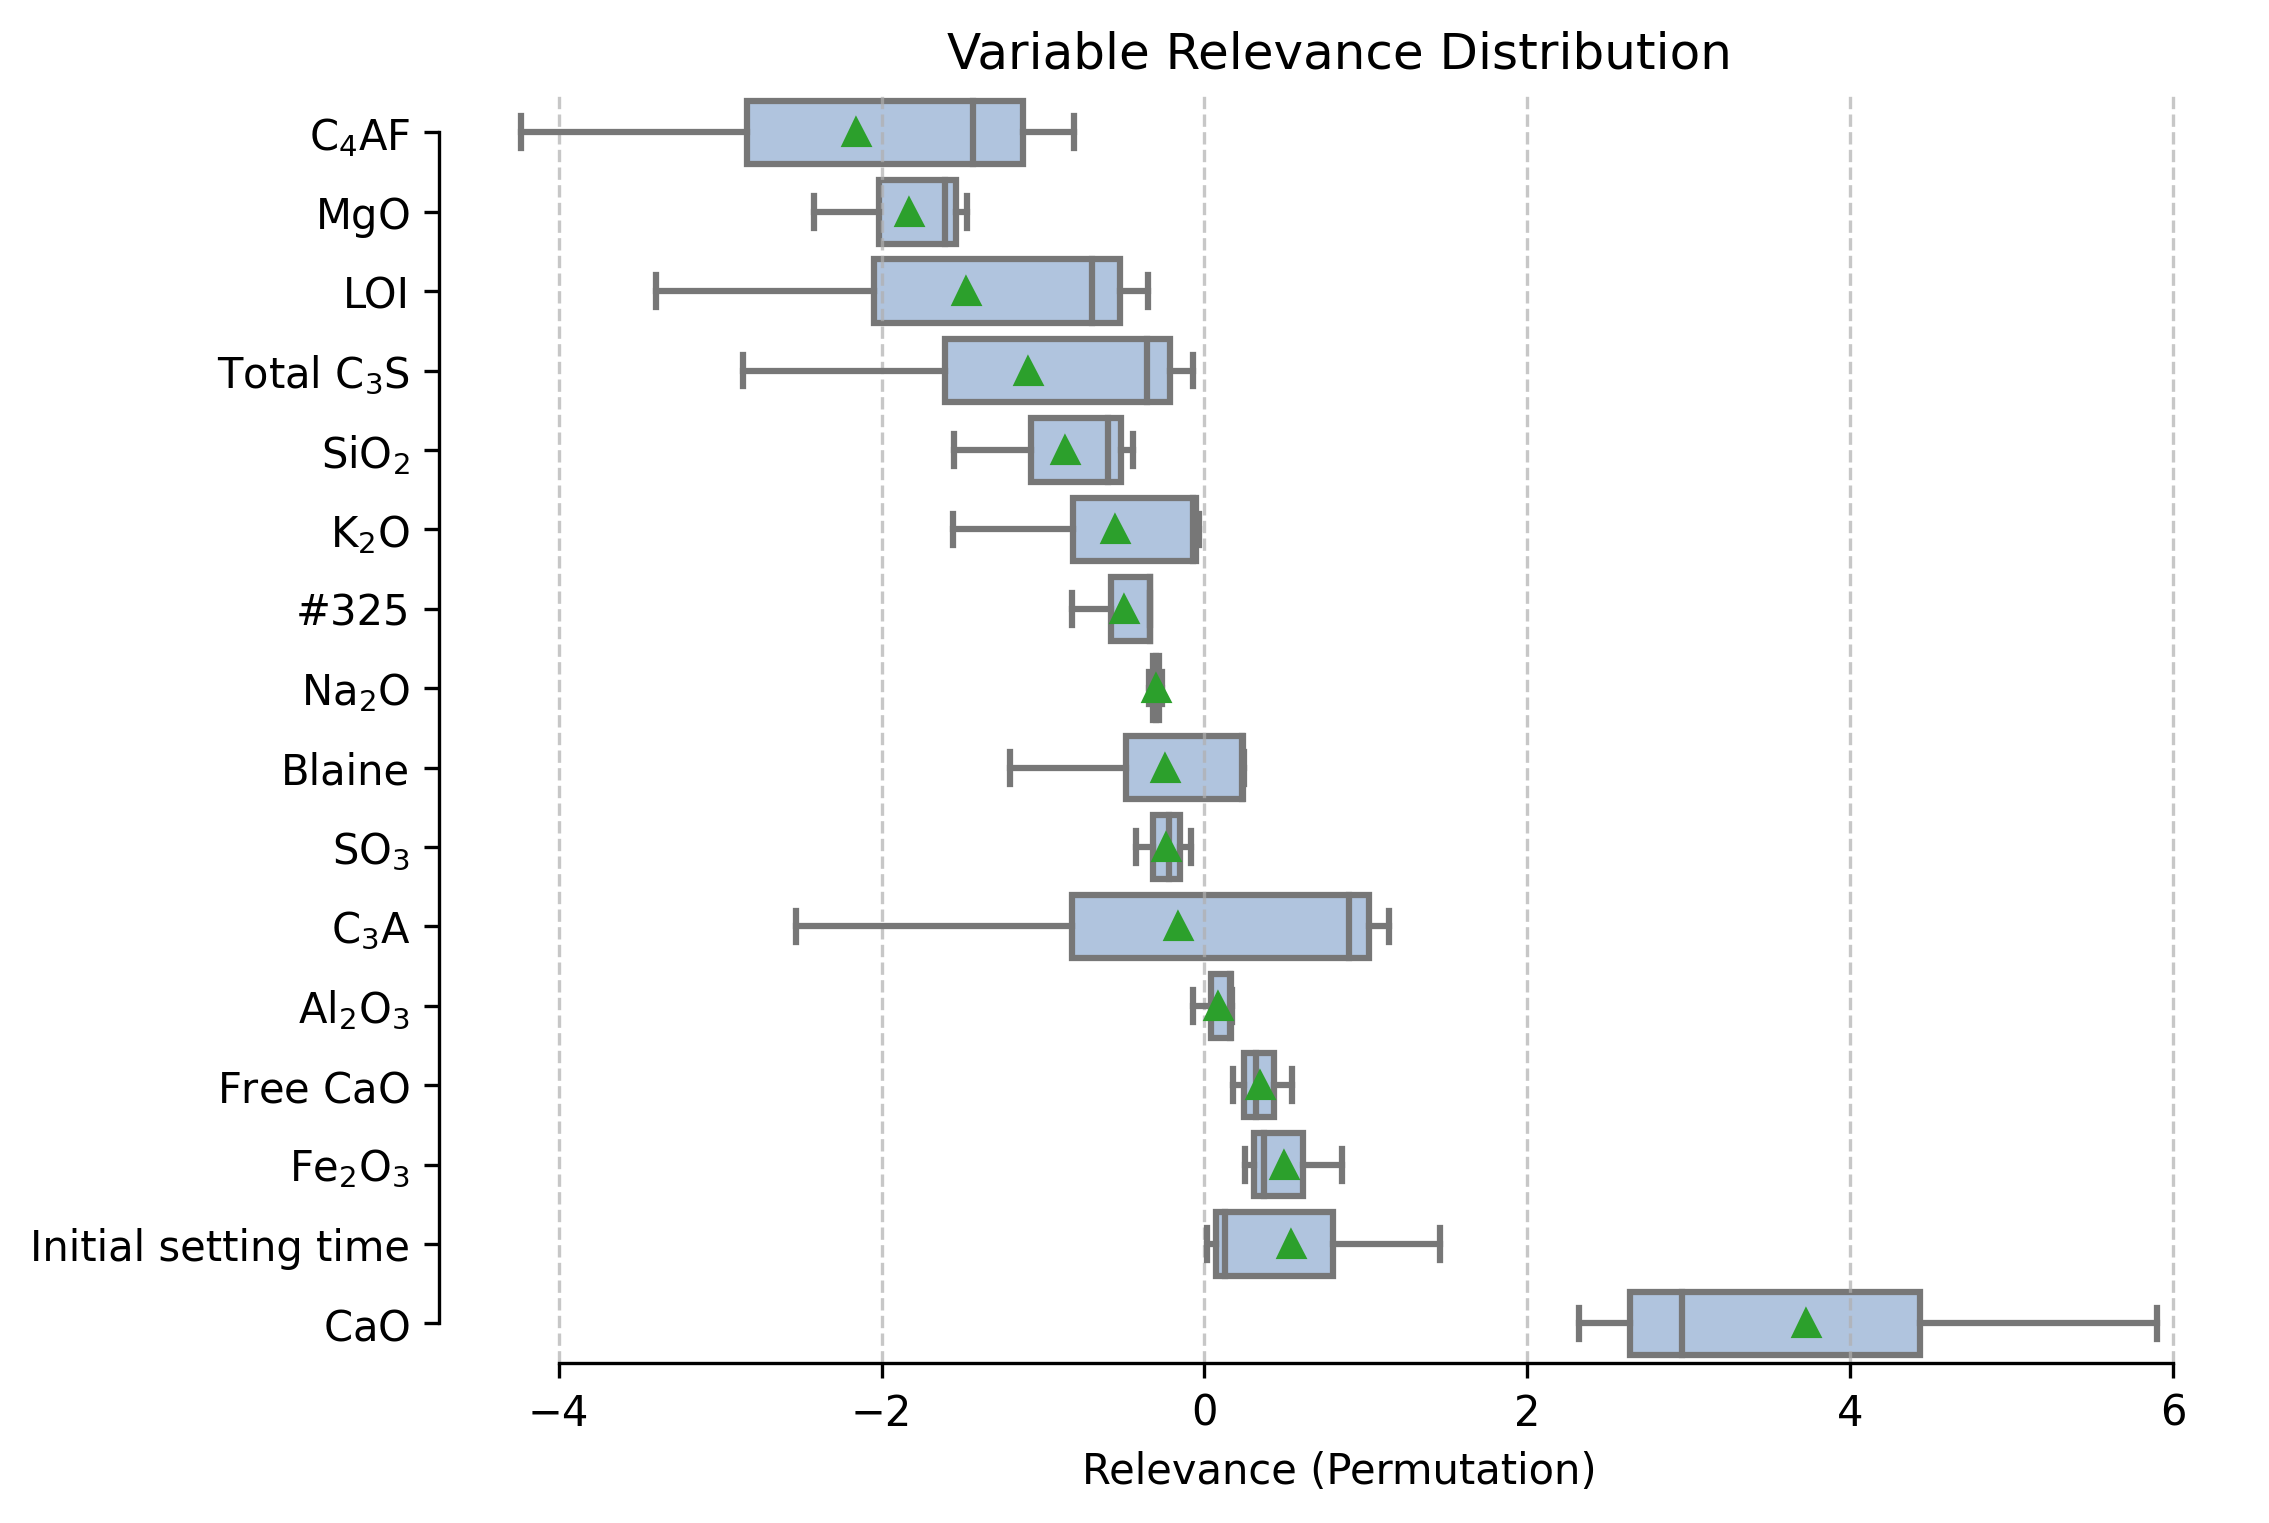 Variable Relevance Distribution
C₄AF
MgO
LOI
Total C₃S
SiO₂
K₂O
#325
Na₂O
Blaine
SO₃
C₃A
Al₂O₃
Free CaO
Fe₂O₃
Initial setting time
CaO
−4 −2 0 2 4 6
Relevance (Permutation)